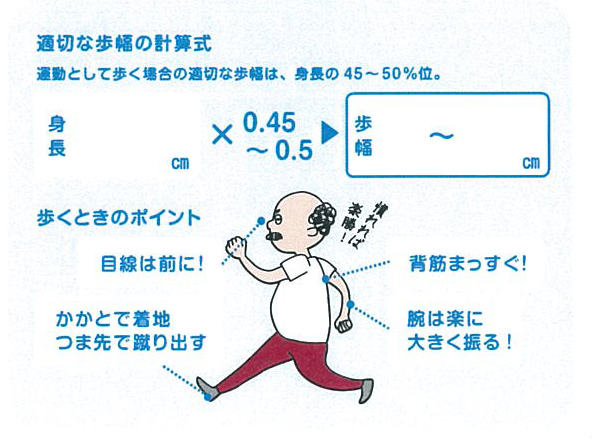 適切な歩幅の計算式
運動として歩く場合の適切な歩幅は、身長の45〜50%位。
身長 cm
× 0.45 〜0.5 ▶
歩幅 〜 cm
歩くときのポイント
慣れれば
楽勝!
目線は前に!
背筋まっすぐ!
かかとで着地
つま先で蹴り出す
腕は楽に
大きく振る!